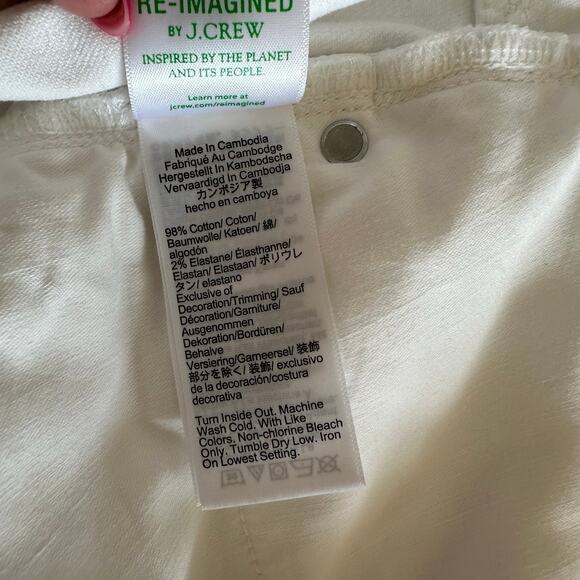 RE-IMAGINED
BY J.CREW
INSPIRED BY THE PLANET
AND ITS PEOPLE.
Learn more at
jcrew.com/reimagined
Made In Cambodia
Fabriqué Au Cambodge
Hergestellt In Kambodscha
Vervaardigd In Cambodja
カンボジア製
hecho en camboya
98% Cotton/ Coton/
Baumwolle/ Katoen/ 綿/
algodón
2% Elastane/ Élasthanne/
Elastan/ Elastaan/ ポリウレ
タン/ elastano
Exclusive of
Decoration/Trimming/ Sauf
Décoration/Garniture/
Ausgenommen
Dekoration/Bordüren/
Behalve
Versiering/Garneersel/ 装飾
部分を除く/ 装飾/ exclusivo
de la decoración/costura
decorativa
Turn Inside Out. Machine
Wash Cold. With Like
Colors. Non-chlorine Bleach
Only. Tumble Dry Low. Iron
On Lowest Setting.